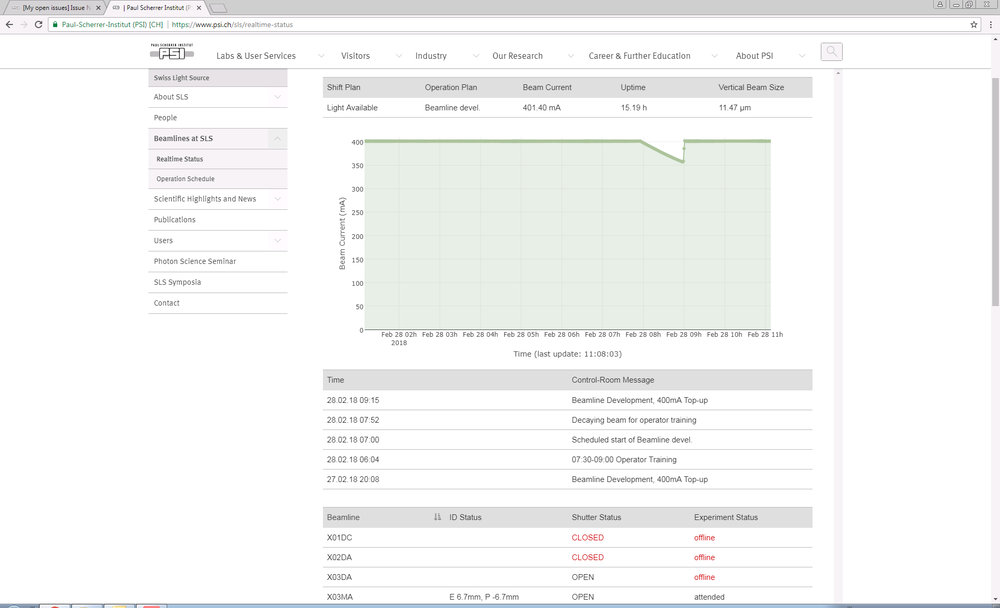 [My open issues] Issue
| Paul Scherrer Institut (P
Paul-Scherrer-Institut (PSI) [CH]
https://www.psi.ch/sls/realtime-status
PAUL SCHERRER INSTITUT
PSI
Labs & User Services
Visitors
Industry
Our Research
Career & Further Education
About PSI
Swiss Light Source
About SLS
People
Beamlines at SLS
Realtime Status
Operation Schedule
Scientific Highlights and News
Publications
Users
Photon Science Seminar
SLS Symposia
Contact
Shift Plan Operation Plan Beam Current Uptime Vertical Beam Size
Light Available Beamline devel. 401.40 mA 15.19 h 11.47 µm
400
350
300
250
200
150
100
50
0
Beam Current (mA)
Feb 28 02h Feb 28 03h Feb 28 04h Feb 28 05h Feb 28 06h Feb 28 07h Feb 28 08h Feb 28 09h Feb 28 10h Feb 28 11h
2018
Time (last update: 11:08:03)
Time Control-Room Message
28.02.18 09:15 Beamline Development, 400mA Top-up
28.02.18 07:52 Decaying beam for operator training
28.02.18 07:00 Scheduled start of Beamline devel.
28.02.18 06:04 07:30-09:00 Operator Training
27.02.18 20:08 Beamline Development, 400mA Top-up
Beamline ID Status Shutter Status Experiment Status
X01DC CLOSED offline
X02DA CLOSED offline
X03DA OPEN offline
X03MA E 6.7mm, P -6.7mm OPEN attended